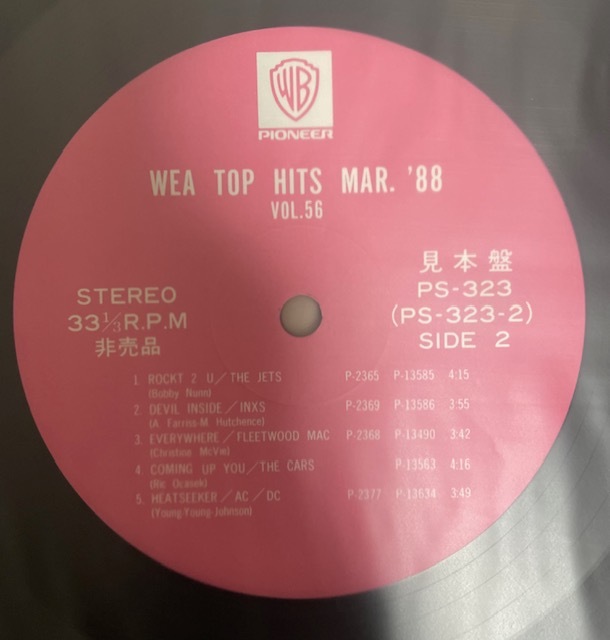 WB
PIONEER
WEA TOP HITS MAR. '88
VOL.56
STEREO
33⅓R.P.M
非売品
見本盤
PS-323
(PS-323-2)
SIDE 2
1 ROCKT 2 U/THE JETS P-2365 P-13585 4:15
(Bobby Nunn)
2. DEVIL INSIDE/INXS P-2369 P-13586 3:55
(A. Farriss-M. Hutchence)
3. EVERYWHERE/FLEETWOOD MAC P-2368 P-13490 3:42
(Christine McVie)
4 COMING UP YOU/THE CARS P-13563 4:16
(Ric Ocasek)
5. HEATSEEKER/AC/DC P-2377 P-13634 3:49
(Young-Young-Johnson)